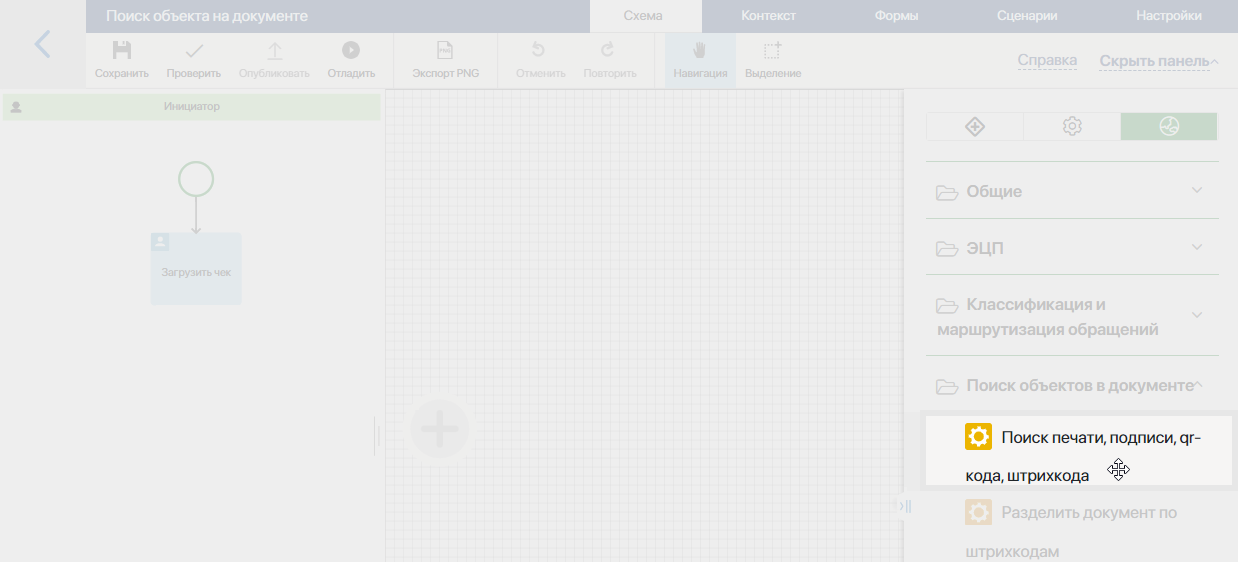 Поиск объекта на документе
Схема
Контекст
Формы
Сценарии
Настройки
Сохранить
Проверить
Опубликовать
Отладить
PNG
Экспорт PNG
Отменить
Повторить
Навигация
Выделение
Справка
Скрыть панель
Инициатор
Загрузить чек
Общие
ЭЦП
Классификация и
маршрутизация обращений
Поиск объектов в документе
Поиск печати, подписи, qr-
кода, штрихкода
Разделить документ по
штрихкодам